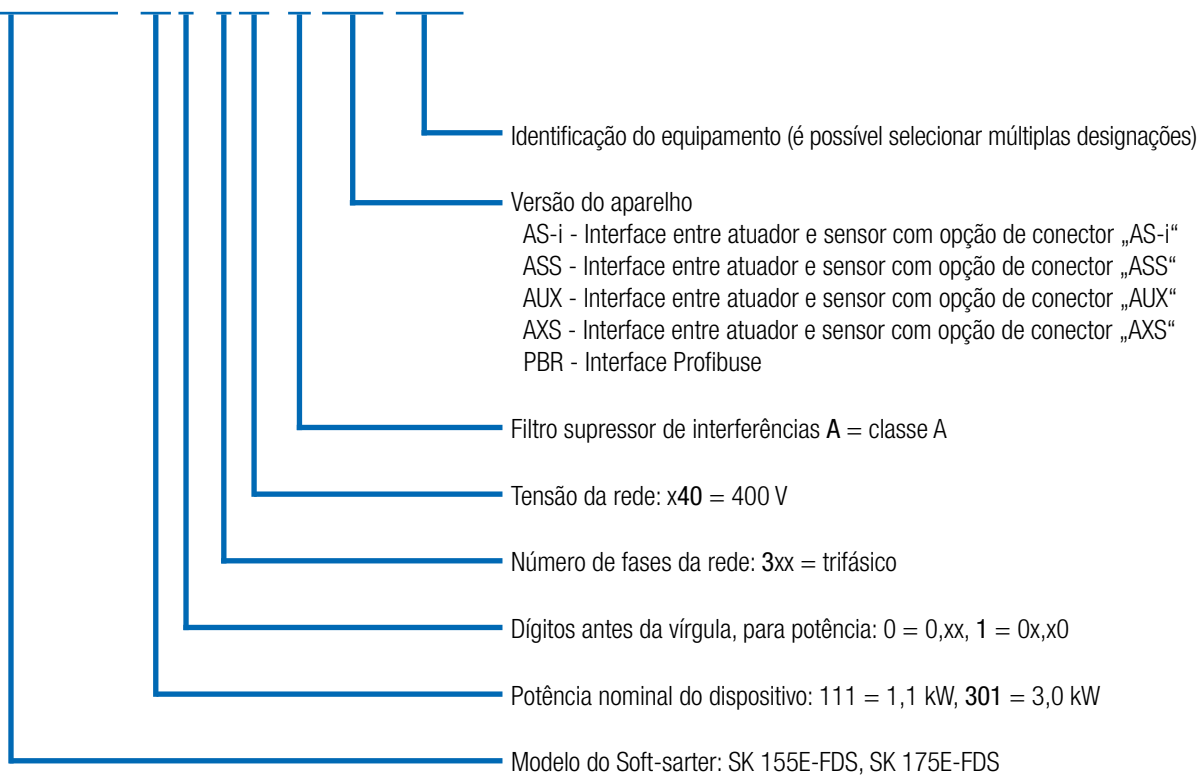 Identificação do equipamento (é possível selecionar múltiplas designações)
Versão do aparelho
AS-i - Interface entre atuador e sensor com opção de conector „AS-i“
ASS - Interface entre atuador e sensor com opção de conector „ASS“
AUX - Interface entre atuador e sensor com opção de conector „AUX“
AXS - Interface entre atuador e sensor com opção de conector „AXS“
PBR - Interface Profibuse
Filtro supressor de interferências A = classe A
Tensão da rede: x40 = 400 V
Número de fases da rede: 3xx = trifásico
Dígitos antes da vírgula, para potência: 0 = 0,xx, 1 = 0x,x0
Potência nominal do dispositivo: 111 = 1,1 kW, 301 = 3,0 kW
Modelo do Soft-sarter: SK 155E-FDS, SK 175E-FDS